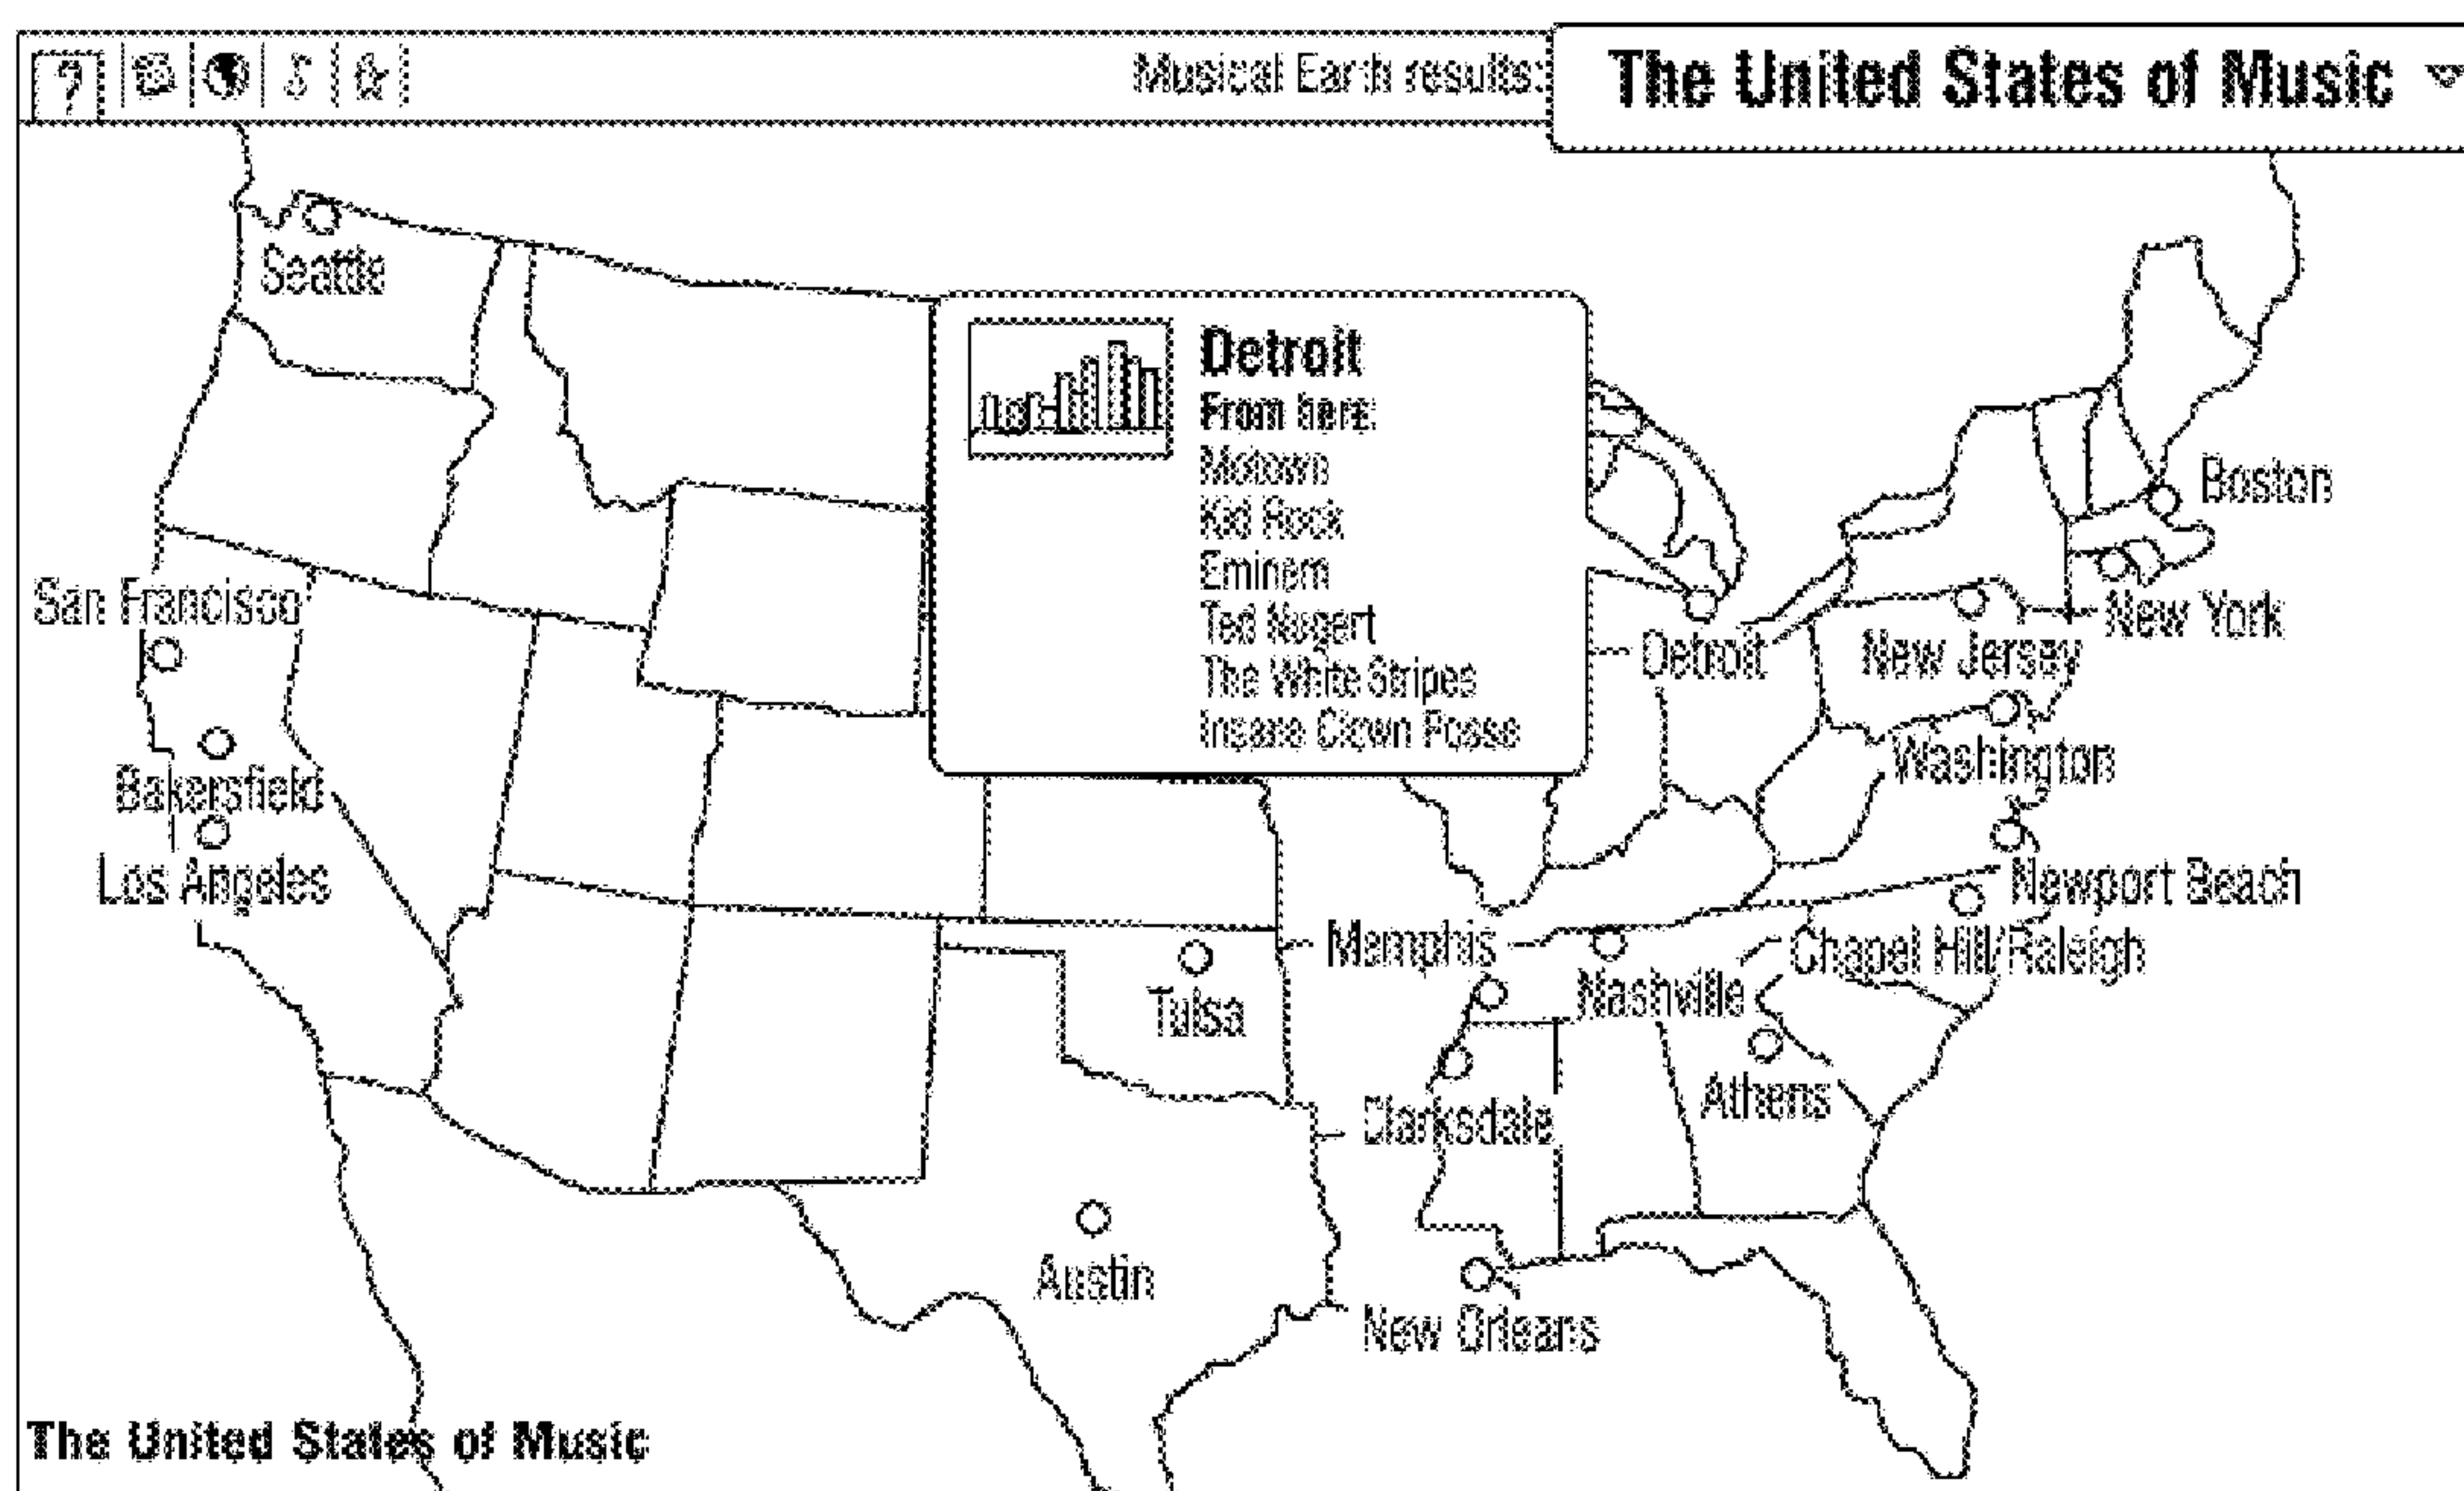 ?
Musical Earth results:
The United States of Music
Seattle
Detroit
From here:
Motown
Kid Rock
Eminem
Ted Nugert
The White Stripes
Insane Clown Posse
Boston
San Francisco
New York
Detroit
New Jersey
Washington
Bakersfield
Los Angeles
Newport Beach
Memphis
Chapel Hill/Raleigh
Nashville
Tulsa
Athens
Clarksdale
Austin
New Orleans
The United States of Music